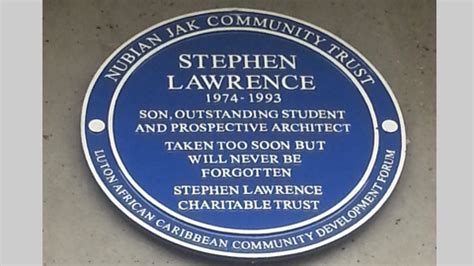 NUBIAN JAK COMMUNITY TRUST
STEPHEN
LAWRENCE
1974-1993
SON, OUTSTANDING STUDENT
AND PROSPECTIVE ARCHITECT
TAKEN TOO SOON BUT
WILL NEVER BE
FORGOTTEN
STEPHEN LAWRENCE
CHARITABLE TRUST
LUTON AFRICAN CARIBBEAN COMMUNITY DEVELOPMENT FORUM